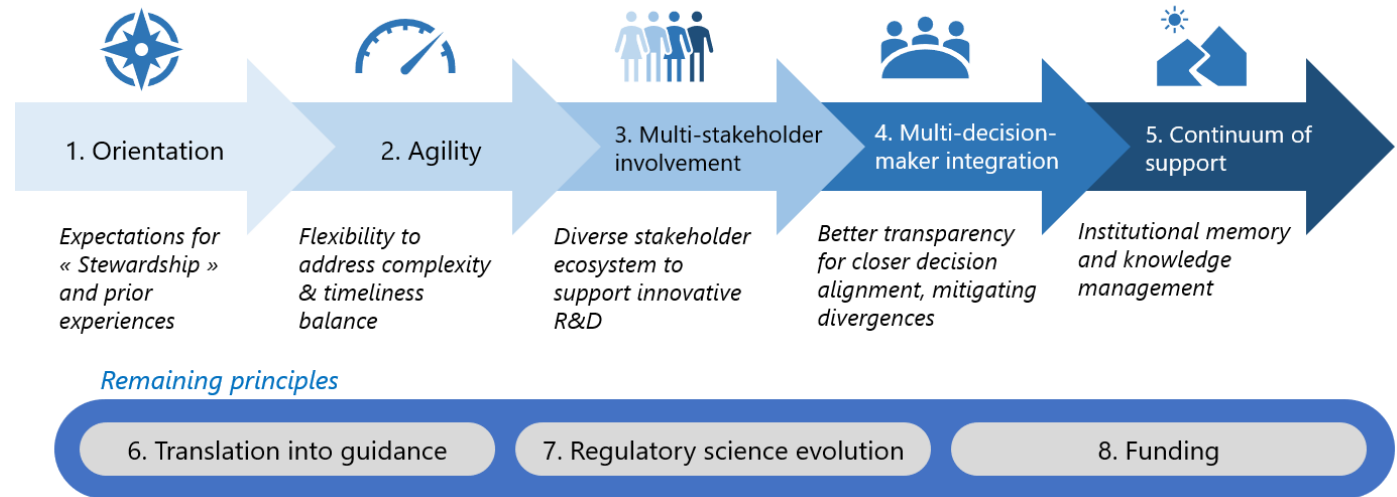 1. Orientation
2. Agility
3. Multi-stakeholder
involvement
4. Multi-decision-
maker integration
5. Continuum of
support
Expectations for
« Stewardship »
and prior
experiences
Flexibility to
address complexity
& timeliness
balance
Diverse stakeholder
ecosystem to
support innovative
R&D
Better transparency
for closer decision
alignment, mitigating
divergences
Institutional memory
and knowledge
management
Remaining principles
6. Translation into guidance
7. Regulatory science evolution
8. Funding